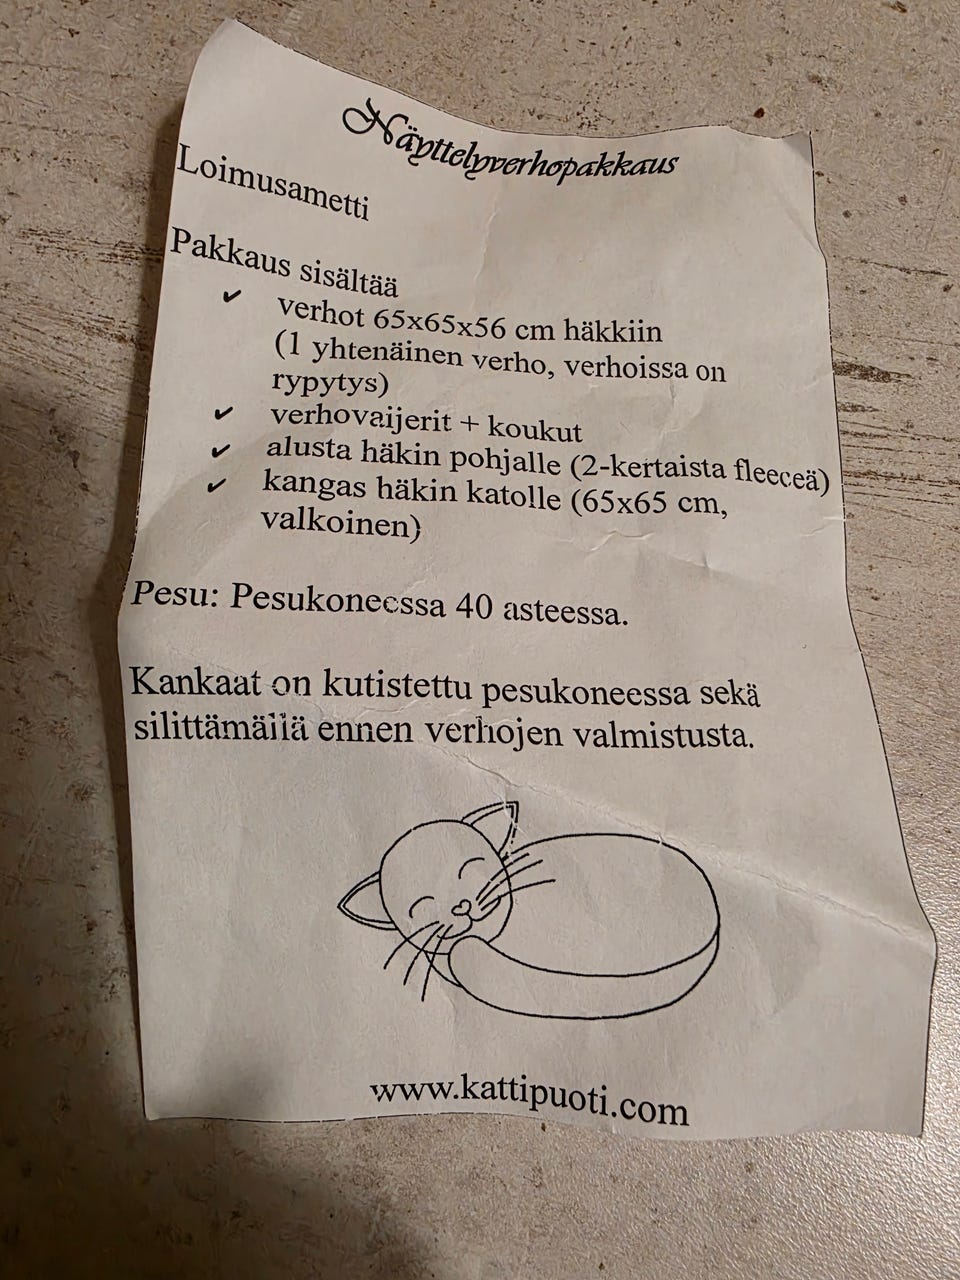 Näyttelyverhopakkaus
Loimusametti
Pakkaus sisältää
✔ verhot 65x65x56 cm häkkiin
(1 yhtenäinen verho, verhoissa on
rypytys)
✔ verhovaijerit + koukut
✔ alusta häkin pohjalle (2-kertaista fleeceä)
✔ kangas häkin katolle (65x65 cm,
valkoinen)
Pesu: Pesukoneessa 40 asteessa.
Kankaat on kutistettu pesukoneessa sekä
silittämällä ennen verhojen valmistusta.
www.kattipuoti.com